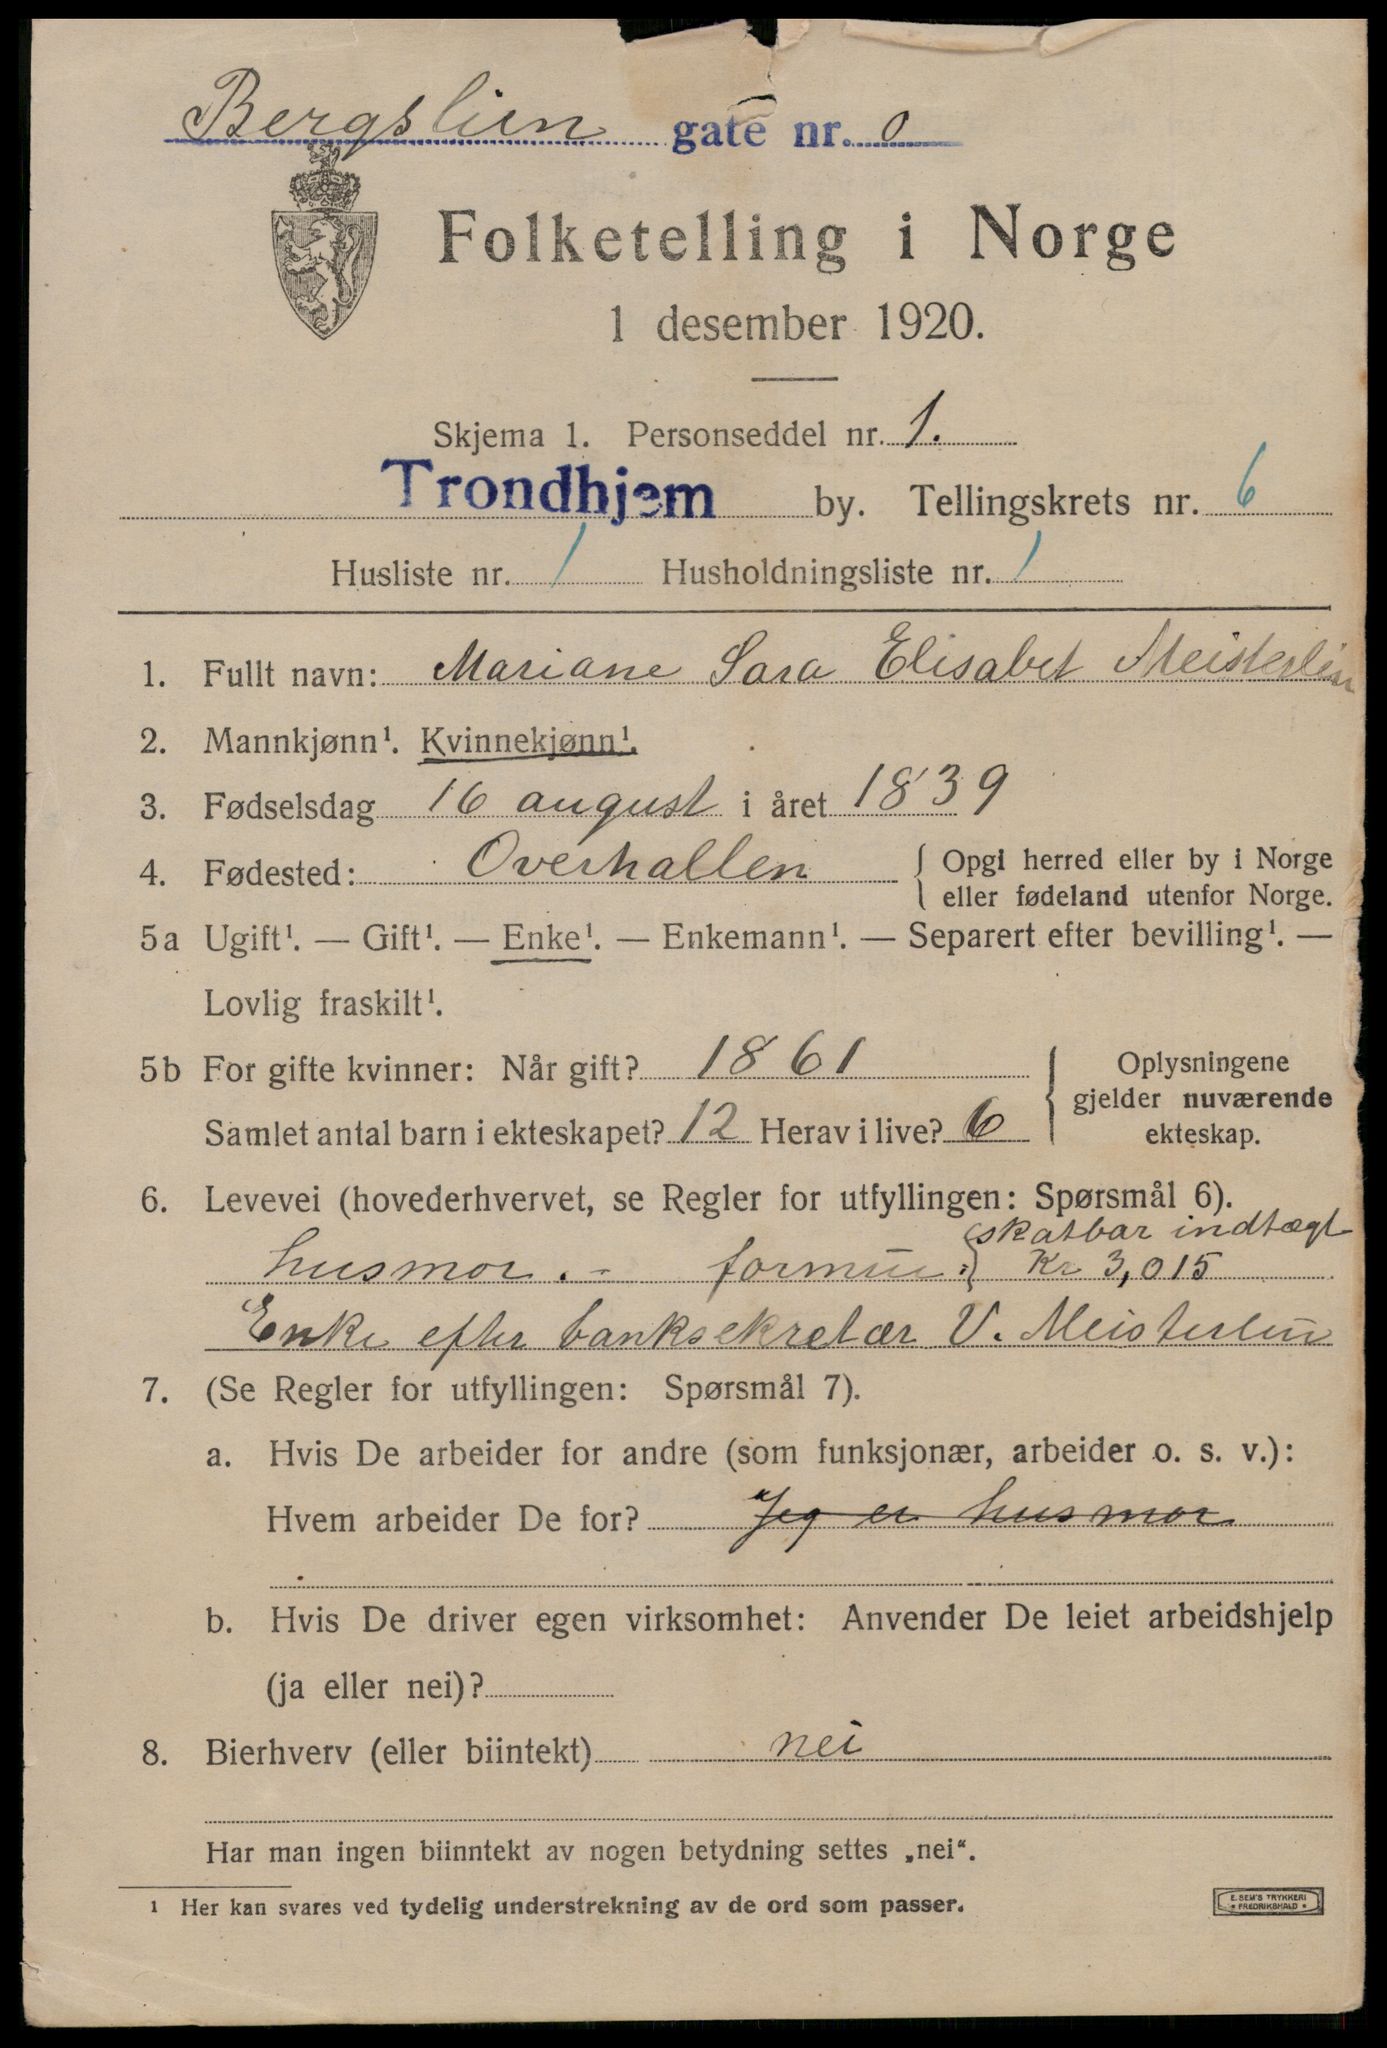 Bergslien gate nr. 0
Folketelling i Norge
1 desember 1920.
Skjema 1. Personseddel nr. 1.
Trondhjem by. Tellingskrets nr. 6
Husliste nr. 1 Husholdningsliste nr. 1
1. Fullt navn: Mariane Sara Elisabet Meisterlin
2. Mannkjønn¹. Kvinnekjønn¹.
3. Fødselsdag 16 august i året 1839
4. Fødested: Overhallen { Opgi herred eller by i Norge
eller fødeland utenfor Norge.
5a Ugift¹. — Gift¹. — Enke¹. — Enkemann¹. — Separert efter bevilling¹. —
Lovlig fraskilt¹.
5b For gifte kvinner: Når gift? 1861
Samlet antal barn i ekteskapet? 12 Herav i live? 6
{ Oplysningene
gjelder nuværende
ekteskap.
6. Levevei (hovederhvervet, se Regler for utfyllingen: Spørsmål 6).
skatbar indtægt
husmor. - formue: } Kr 3,015
Enke efter banksekretær V. Meisterlin
7. (Se Regler for utfyllingen: Spørsmål 7).
a. Hvis De arbeider for andre (som funksjonær, arbeider o. s. v.):
Hvem arbeider De for? Jeg er husmor
b. Hvis De driver egen virksomhet: Anvender De leiet arbeidshjelp
(ja eller nei)?
8. Bierhverv (eller biintekt) nei
Har man ingen biinntekt av nogen betydning settes „nei“.
¹ Her kan svares ved tydelig understrekning av de ord som passer.
E. SEM'S TRYKKERI
* FREDRIKSHALD *